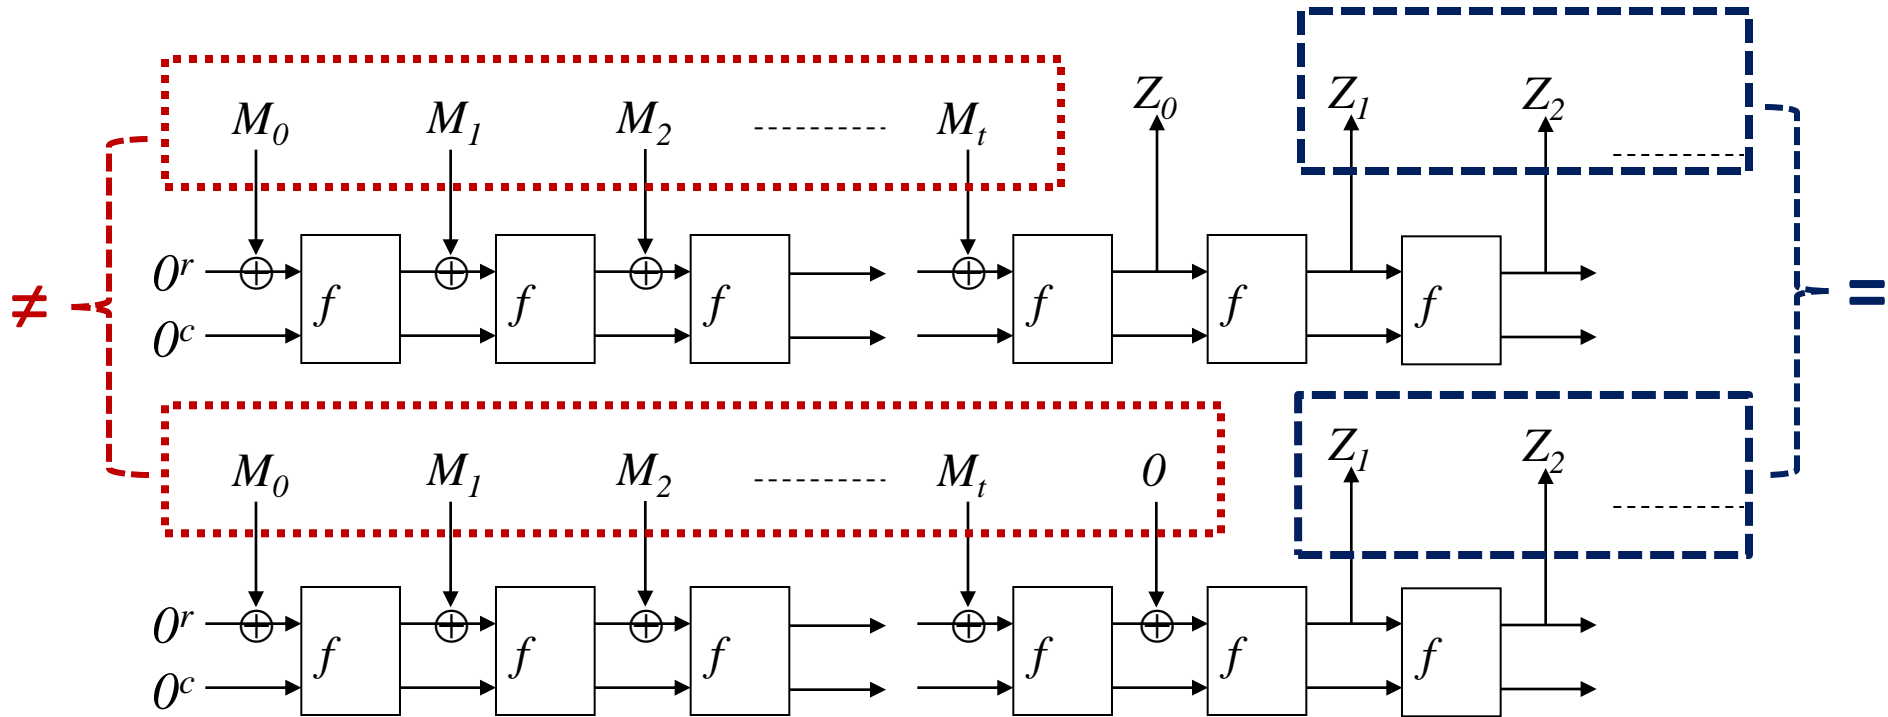 M₀ M₁ M₂ Mₜ Z₀ Z₁ Z₂
0ʳ
f f f f f f
0ᶜ
≠ =
M₀ M₁ M₂ Mₜ 0 Z₁ Z₂
0ʳ
f f f f f f
0ᶜ